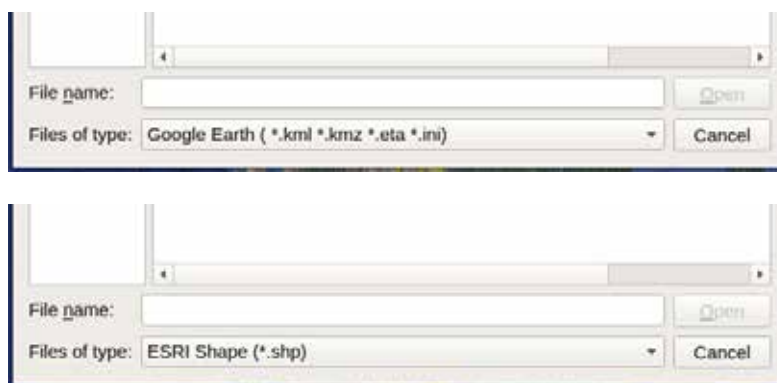 File name:
Open
Files of type: Google Earth ( *.kml *.kmz *.eta *.ini)
Cancel
File name:
Open
Files of type: ESRI Shape (*.shp)
Cancel